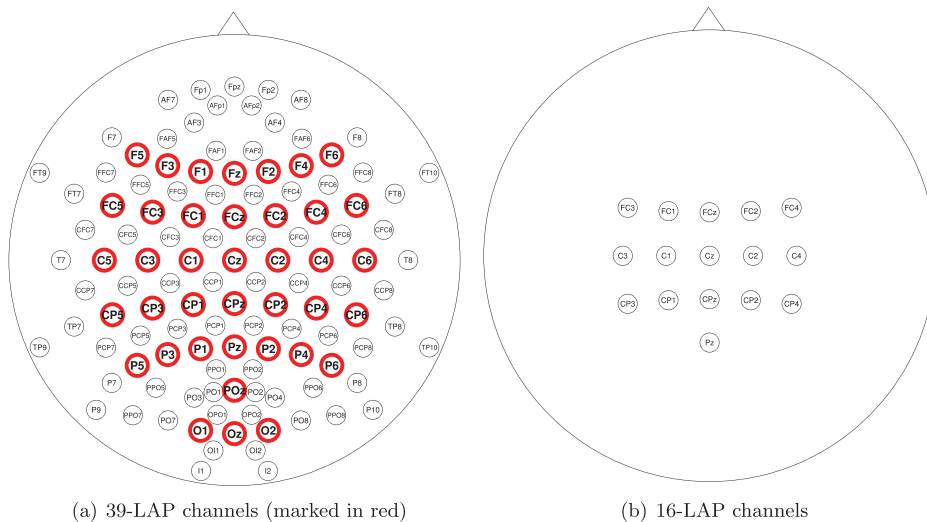 Fp1 Fpz Fp2
AF7 AFp1 AFp2 AF8
AF3 AF4
F7 FAF5 FAF1 FAF2 FAF6 F8
F5 F3 F1 Fz F2 F4 F6
FT9 FFC7 FFC5 FFC3 FFC1 FFC2 FFC4 FFC6 FFC8 FT10
FT7 FT8
FC5 FC3 FC1 FCz FC2 FC4 FC6
CFC7 CFC5 CFC3 CFC1 CFC2 CFC4 CFC6 CFC8
T7 C5 C3 C1 Cz C2 C4 C6 T8
CCP7 CCP5 CCP3 CCP1 CCP2 CCP4 CCP6 CCP8
CP5 CP3 CP1 CPz CP2 CP4 CP6
TP7 PCP5 PCP3 PCP1 PCP2 PCP4 PCP6 TP8
TP9 PCP7 PCP8 TP10
P5 P3 P1 Pz P2 P4 P6
PPO1 PPO2
P7 PPO5 PPO6 P8
PO3 PO1 POz PO2 PO4
P9 PPO7 PO7 OPO1 OPO2 PO8 PPO8 P10
O1 Oz O2
OI1 OI2
I1 I2
(a) 39-LAP channels (marked in red)
FC3 FC1 FCz FC2 FC4
C3 C1 Cz C2 C4
CP3 CP1 CPz CP2 CP4
Pz
(b) 16-LAP channels